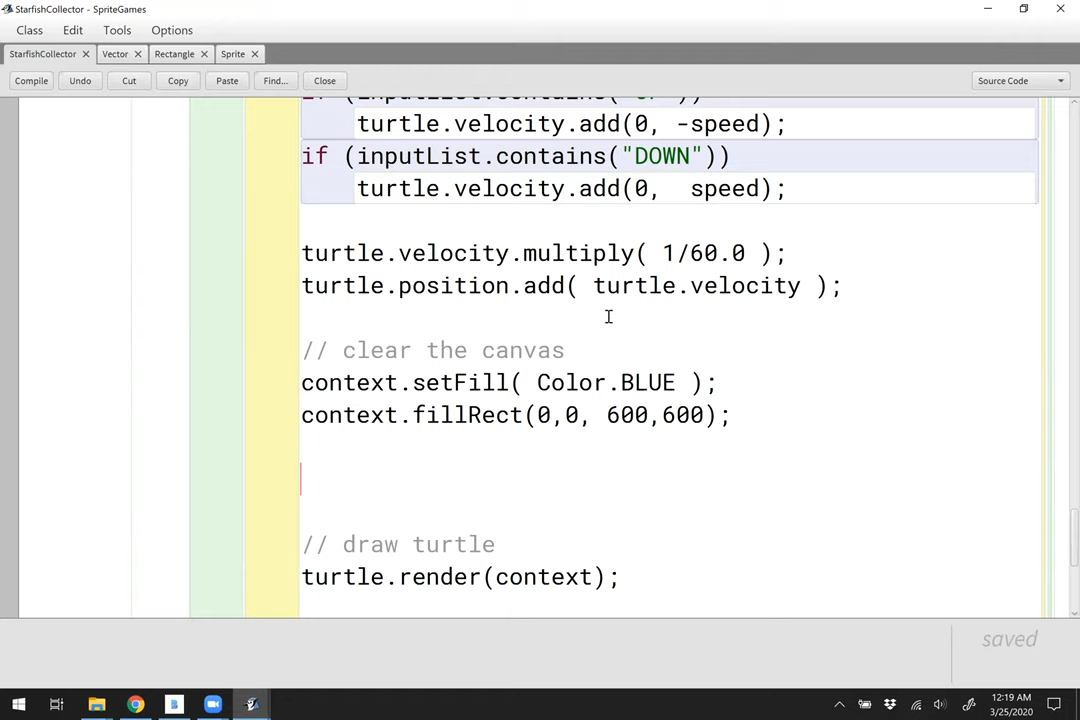 StarfishCollector - SpriteGames
Class Edit Tools Options
StarfishCollector Vector Rectangle Sprite
Compile Undo Cut Copy Paste Find... Close Source Code
turtle.velocity.add(0, -speed);
if (inputList.contains("DOWN"))
turtle.velocity.add(0,  speed);
turtle.velocity.multiply( 1/60.0 );
turtle.position.add( turtle.velocity );
// clear the canvas
context.setFill( Color.BLUE );
context.fillRect(0,0, 600,600);
// draw turtle
turtle.render(context);
saved
12:19 AM
3/25/2020